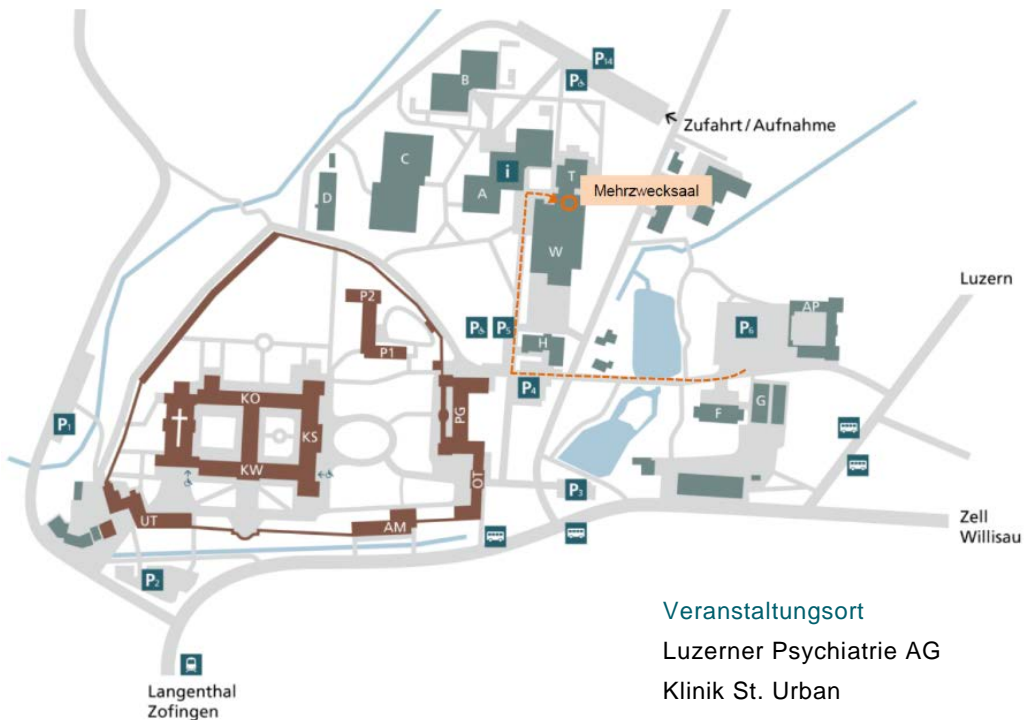 P14
B
P
Zufahrt / Aufnahme
C
i
T
A
Mehrzwecksaal
D
W
Luzern
P2
AP
P
P5
P6
H
P1
P4
KO
PG
F
G
P1
KS
KW
OT
P3
UT
AM
Zell
Willisau
P2
Veranstaltungsort
Luzerner Psychiatrie AG
Klinik St. Urban
Langenthal
Zofingen